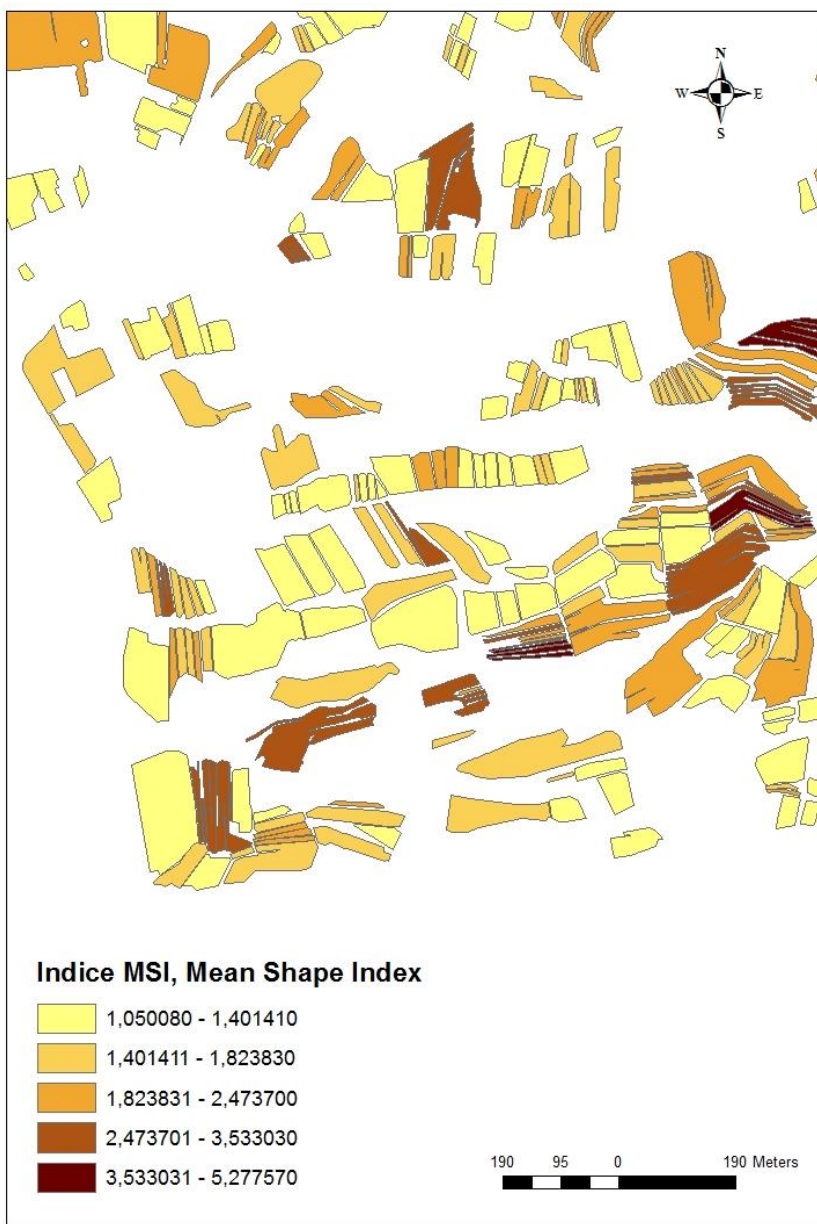 N
W E
S
Indice MSI, Mean Shape Index
1,050080 - 1,401410
1,401411 - 1,823830
1,823831 - 2,473700
2,473701 - 3,533030
3,533031 - 5,277570
190 95 0 190 Meters